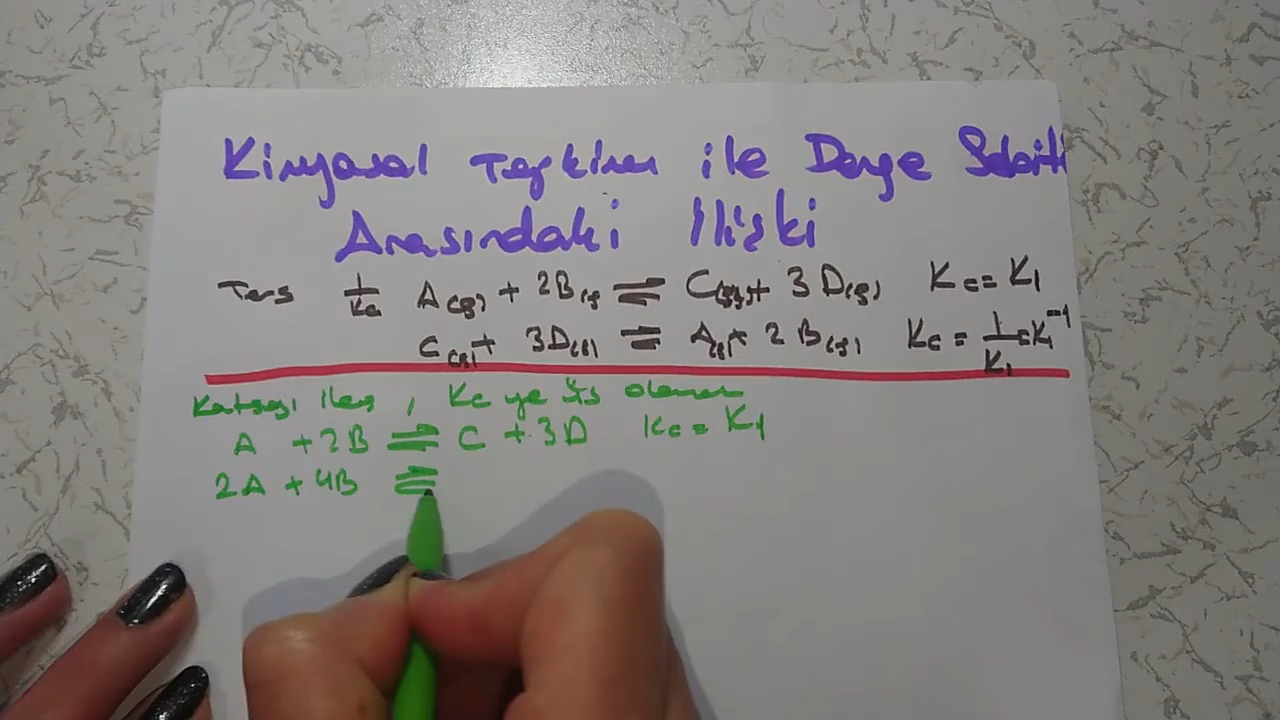 Kimyasal Tepkime ile Denge Sabiti
Arasındaki İlişki
Ters 1/Kc A(g) + 2B(g) ⇌ C(g) + 3D(g) Kc = K1
C(g) + 3D(g) ⇌ A(g) + 2B(g) Kc = 1/K1 = K1⁻¹
Katsayı ile, Kc ye üs olarak
A + 2B ⇌ C + 3D Kc = K1
2A + 4B ⇌